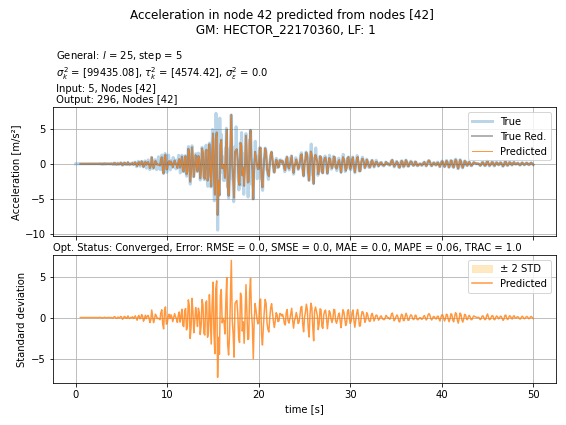 Acceleration in node 42 predicted from nodes [42]
GM: HECTOR_22170360, LF: 1
General: l = 25, step = 5
σ²ₖ = [99435.08], τ²ₖ = [4574.42], σ²ε = 0.0
Input: 5, Nodes [42]
Output: 296, Nodes [42]
True
True Red.
Predicted
Acceleration [m/s²]
5
0
−5
−10
Opt. Status: Converged, Error: RMSE = 0.0, SMSE = 0.0, MAE = 0.0, MAPE = 0.06, TRAC = 1.0
± 2 STD
Predicted
Standard deviation
5
0
−5
0 10 20 30 40 50
time [s]